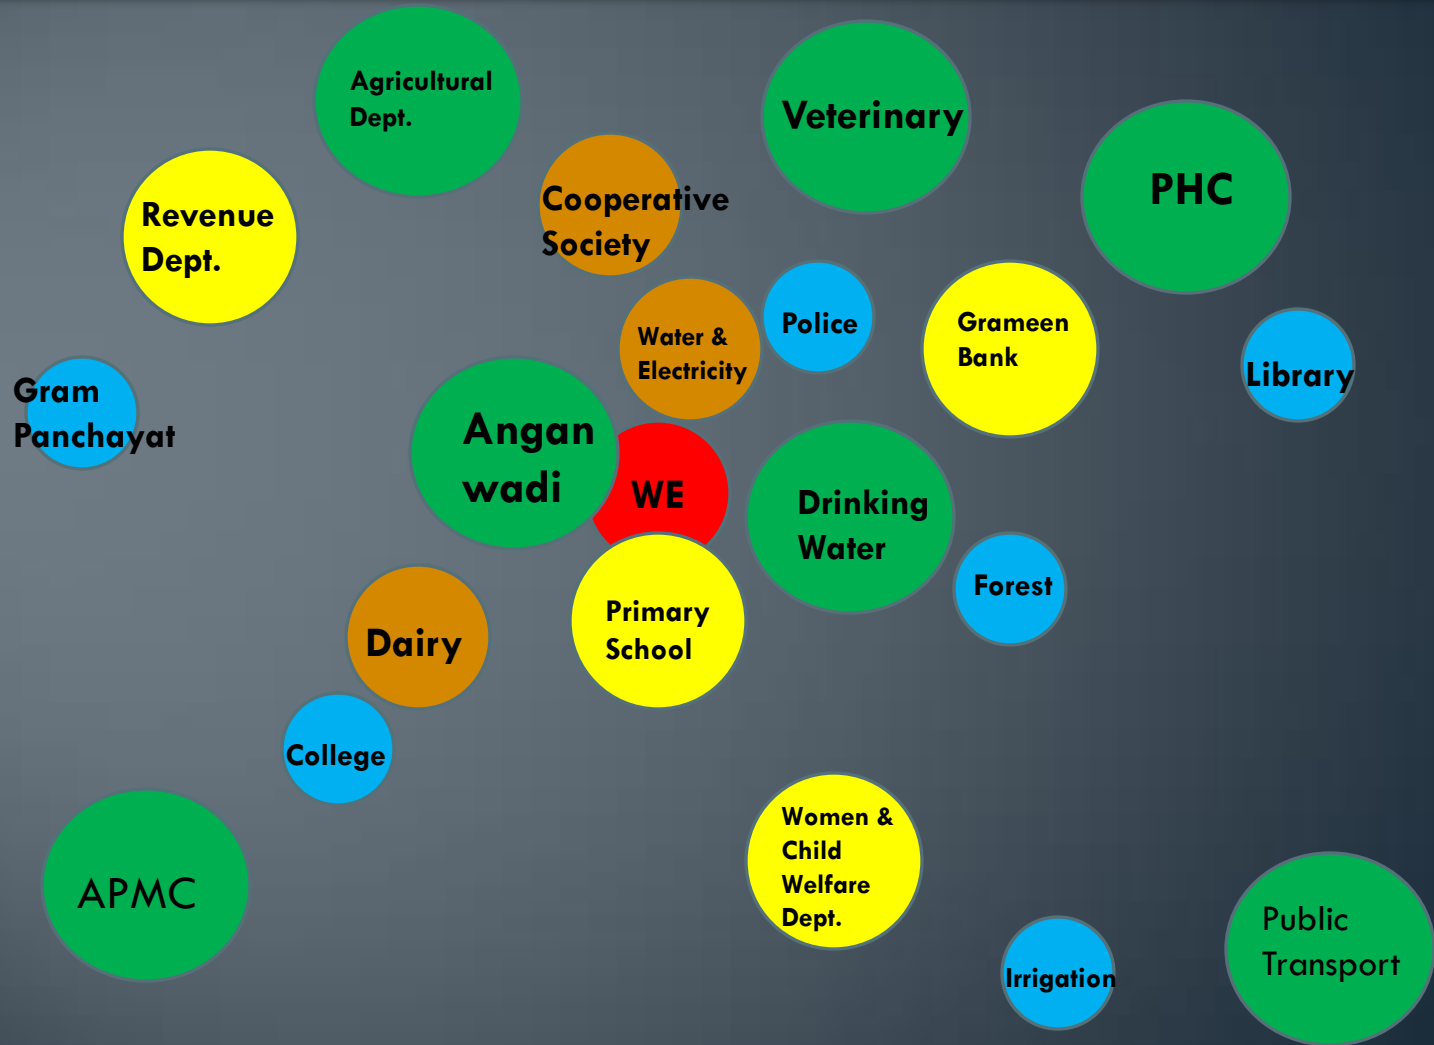 Agricultural
Dept.
Veterinary
PHC
Cooperative
Society
Revenue
Dept.
Police
Grameen
Bank
Water &
Electricity
Library
Gram
Panchayat
Angan
wadi
WE
Drinking
Water
Forest
Primary
School
Dairy
College
Women &
Child
Welfare
Dept.
APMC
Public
Transport
Irrigation